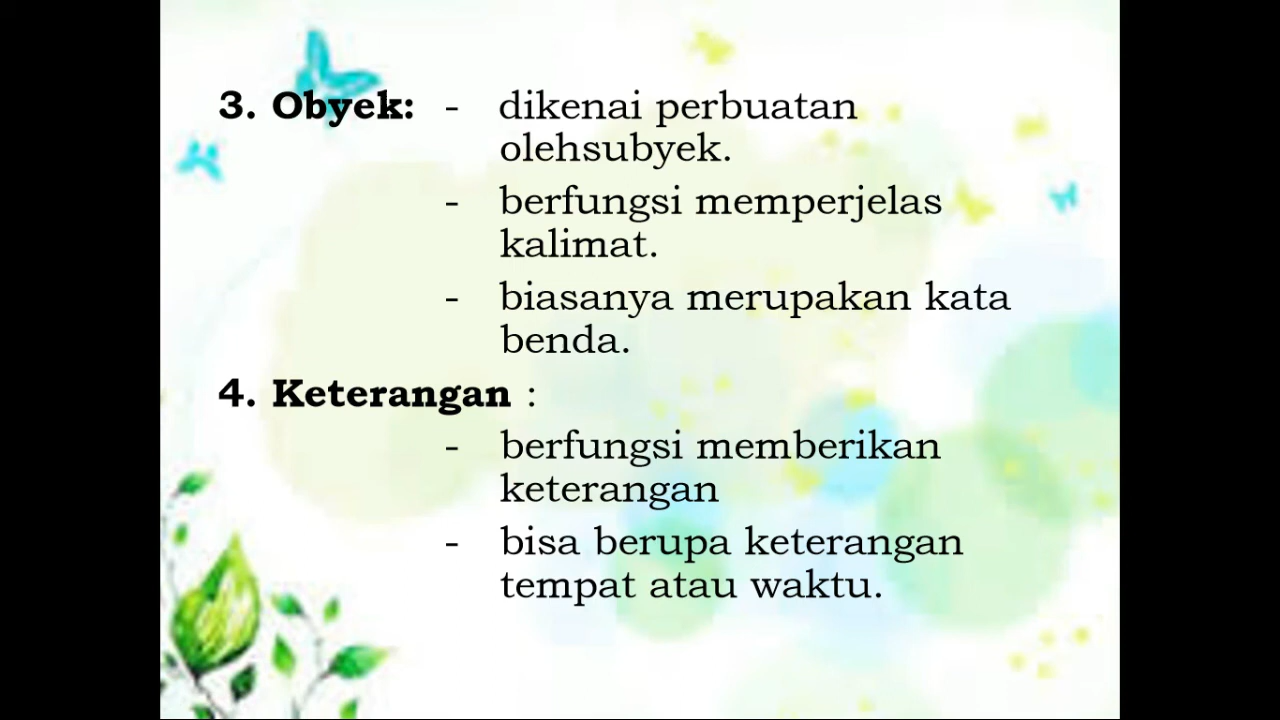 3. Obyek: - dikenai perbuatan
olehsubyek.
- berfungsi memperjelas
kalimat.
- biasanya merupakan kata
benda.
4. Keterangan :
- berfungsi memberikan
keterangan
- bisa berupa keterangan
tempat atau waktu.